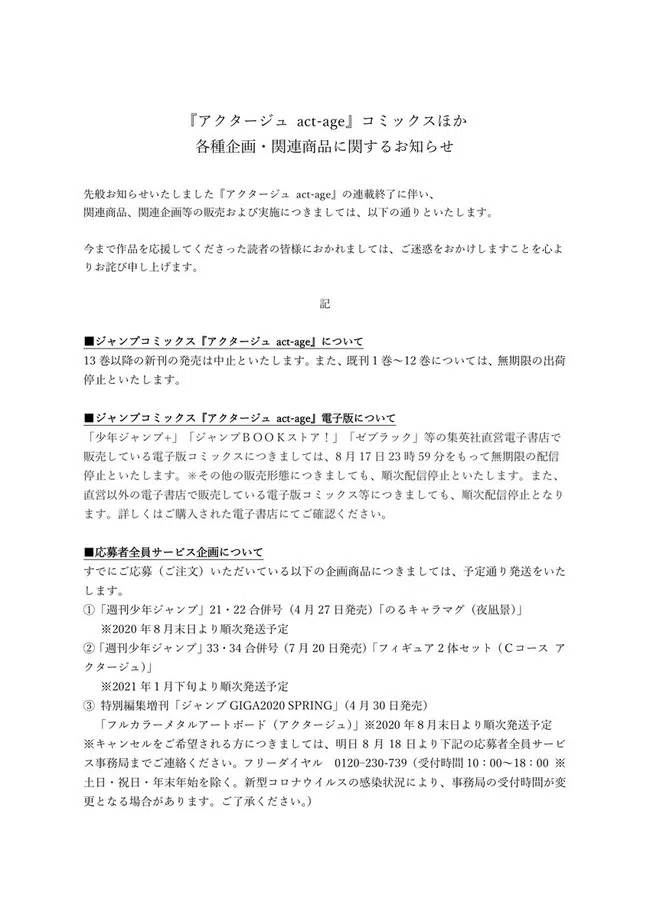 『アクタージュ act-age』コミックスほか
各種企画・関連商品に関するお知らせ
先般お知らせいたしました『アクタージュ act-age』の連載終了に伴い、
関連商品、関連企画等の販売および実施につきましては、以下の通りといたします。
今まで作品を応援してくださった読者の皆様におかれましては、ご迷惑をおかけしますことを心よ
りお詫び申し上げます。
記
■ジャンプコミックス『アクタージュ act-age』について
13 巻以降の新刊の発売は中止といたします。また、既刊 1 巻～12 巻については、無期限の出荷
停止といたします。
■ジャンプコミックス『アクタージュ act-age』電子版について
「少年ジャンプ+」「ジャンプＢＯＯＫストア！」「ゼブラック」等の集英社直営電子書店で
販売している電子版コミックスにつきましては、8 月 17 日 23 時 59 分をもって無期限の配信
停止といたします。＊その他の販売形態につきましても、順次配信停止といたします。また、
直営以外の電子書店で販売している電子版コミックス等につきましても、順次配信停止となり
ます。詳しくはご購入された電子書店にてご確認ください。
■応募者全員サービス企画について
すでにご応募（ご注文）いただいている以下の企画商品につきましては、予定通り発送をいた
します。
①「週刊少年ジャンプ」21・22 合併号（4 月 27 日発売）「のるキャラマグ（夜凪景）」
※2020 年８月末日より順次発送予定
②「週刊少年ジャンプ」33・34 合併号（7 月 20 日発売）「フィギュア 2 体セット（Ｃコース ア
クタージュ）」
※2021 年 1 月下旬より順次発送予定
③ 特別編集増刊「ジャンプ GIGA2020 SPRING」（4 月 30 日発売）
「フルカラーメタルアートボード（アクタージュ）」※2020 年 8 月末日より順次発送予定
※キャンセルをご希望される方につきましては、明日 8 月 18 日より下記の応募者全員サービ
ス事務局までご連絡ください。フリーダイヤル　0120−230-739（受付時間 10：00～18：00 ※
土日・祝日・年末年始を除く。新型コロナウイルスの感染状況により、事務局の受付時間が変
更となる場合があります。ご了承ください。）